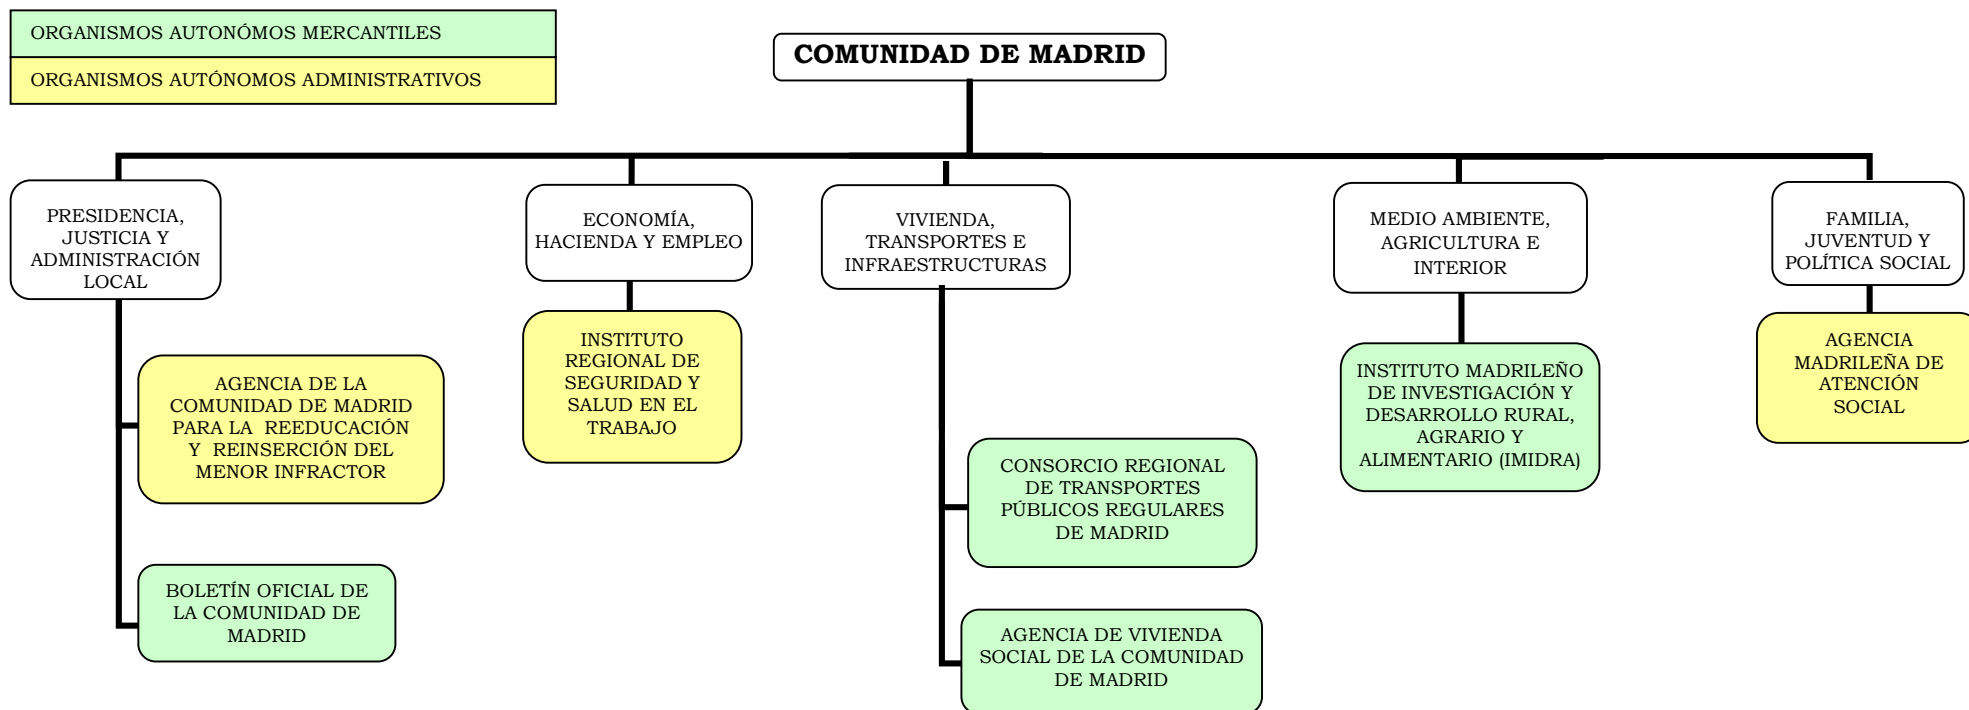 ORGANISMOS AUTONÓMOS MERCANTILES
ORGANISMOS AUTÓNOMOS ADMINISTRATIVOS
COMUNIDAD DE MADRID
PRESIDENCIA,
JUSTICIA Y
ADMINISTRACIÓN
LOCAL
ECONOMÍA,
HACIENDA Y EMPLEO
VIVIENDA,
TRANSPORTES E
INFRAESTRUCTURAS
MEDIO AMBIENTE,
AGRICULTURA E
INTERIOR
FAMILIA,
JUVENTUD Y
POLÍTICA SOCIAL
AGENCIA DE LA
COMUNIDAD DE MADRID
PARA LA REEDUCACIÓN
Y REINSERCIÓN DEL
MENOR INFRACTOR
BOLETÍN OFICIAL DE
LA COMUNIDAD DE
MADRID
INSTITUTO
REGIONAL DE
SEGURIDAD Y
SALUD EN EL
TRABAJO
CONSORCIO REGIONAL
DE TRANSPORTES
PÚBLICOS REGULARES
DE MADRID
AGENCIA DE VIVIENDA
SOCIAL DE LA COMUNIDAD
DE MADRID
INSTITUTO MADRILEÑO
DE INVESTIGACIÓN Y
DESARROLLO RURAL,
AGRARIO Y
ALIMENTARIO (IMIDRA)
AGENCIA
MADRILEÑA DE
ATENCIÓN
SOCIAL